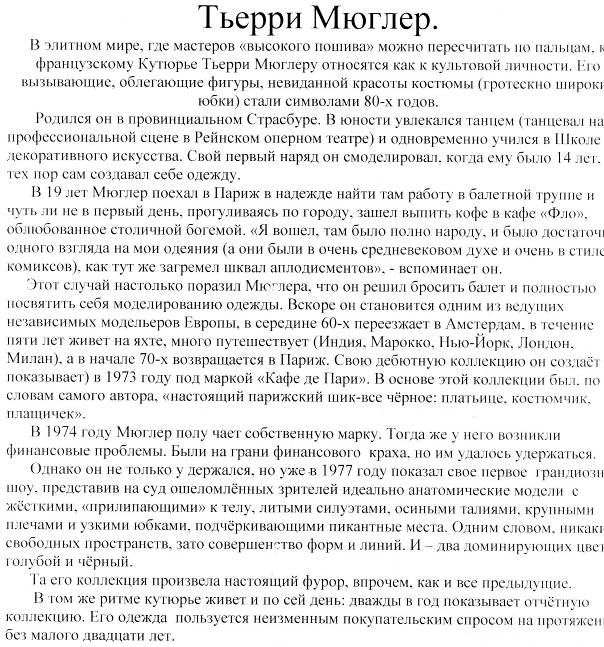 Тьерри Мюглер.
В элитном мире, где мастеров «высокого пошива» можно пересчитать по пальцам, к
французскому Кутюрье Тьерри Мюглеру относятся как к культовой личности. Его
вызывающие, облегающие фигуры, невиданной красоты костюмы (гротескно широки
юбки) стали символами 80-х годов.
Родился он в провинциальном Страсбуре. В юности увлекался танцем (танцевал на
профессиональной сцене в Рейнском оперном театре) и одновременно учился в Школе
декоративного искусства. Свой первый наряд он смоделировал, когда ему было 14 лет.
тех пор сам создавал себе одежду.
В 19 лет Мюглер поехал в Париж в надежде найти там работу в балетной труппе и
чуть ли не в первый день, прогуливаясь по городу, зашел выпить кофе в кафе «Фло»,
облюбованное столичной богемой. «Я вошел, там было полно народу, и было достаточ
одного взгляда на мои одеяния (а они были в очень средневековом духе и очень в стиле
комиксов), как тут же загремел шквал аплодисментов», - вспоминает он.
Этот случай настолько поразил Мюглера, что он решил бросить балет и полностью
посвятить себя моделированию одежды. Вскоре он становится одним из ведущих
независимых модельеров Европы, в середине 60-х переезжает в Амстердам, в течение
пяти лет живет на яхте, много путешествует (Индия, Марокко, Нью-Йорк, Лондон,
Милан), а в начале 70-х возвращается в Париж. Свою дебютную коллекцию он создаёт
показывает) в 1973 году под маркой «Кафе де Пари». В основе этой коллекции был, по
словам самого автора, «настоящий парижский шик-все чёрное: платьице, костюмчик,
плащичек».
В 1974 году Мюглер полу чает собственную марку. Тогда же у него возникли
финансовые проблемы. Были на грани финансового краха, но им удалось удержаться.
Однако он не только у держался, но уже в 1977 году показал свое первое грандиозн
шоу, представив на суд ошеломлённых зрителей идеально анатомические модели с
жёсткими, «прилипающими» к телу, литыми силуэтами, осиными талиями, крупными
плечами и узкими юбками, подчёркивающими пикантные места. Одним словом, никаки
свободных пространств, зато совершенство форм и линий. И – два доминирующих цвет
голубой и чёрный.
Та его коллекция произвела настоящий фурор, впрочем, как и все предыдущие.
В том же ритме кутюрье живет и по сей день: дважды в год показывает отчётную
коллекцию. Его одежда пользуется неизменным покупательским спросом на протяжен
без малого двадцати лет.